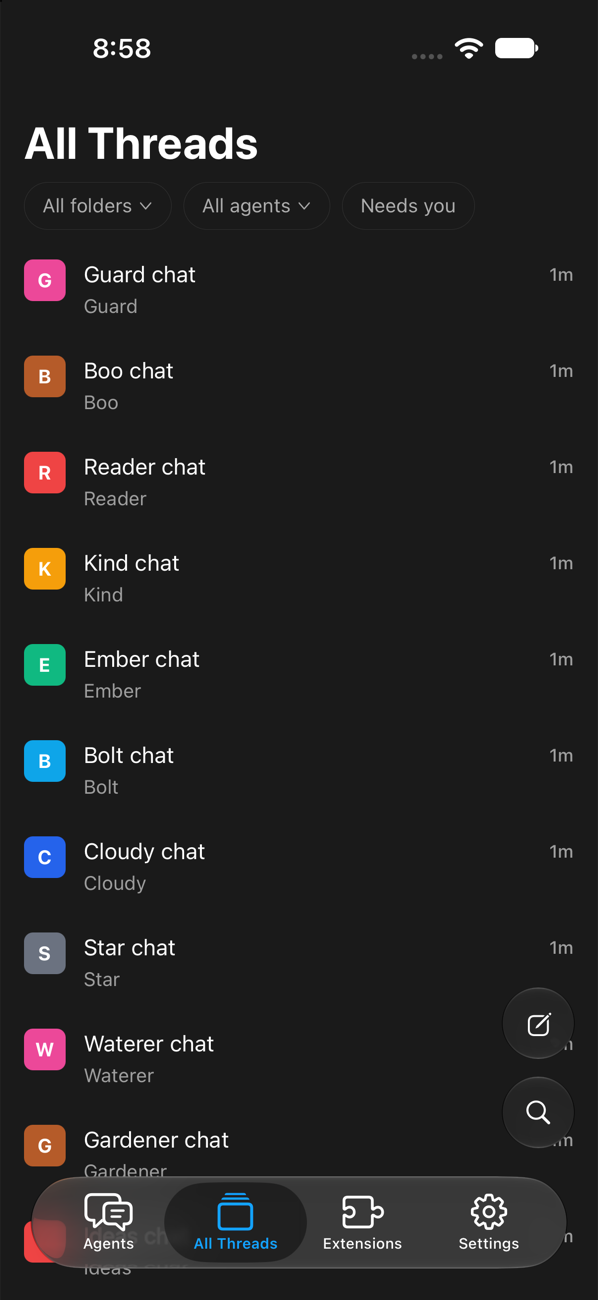 8:58
All Threads
All folders
All agents
Needs you
G
Guard chat
1m
Guard
B
Boo chat
1m
Boo
R
Reader chat
1m
Reader
K
Kind chat
1m
Kind
E
Ember chat
1m
Ember
B
Bolt chat
1m
Bolt
C
Cloudy chat
1m
Cloudy
S
Star chat
1m
Star
W
Waterer chat
Waterer
G
Gardener chat
Gardener
Ideas
Agents
All Threads
Extensions
Settings
Ideas